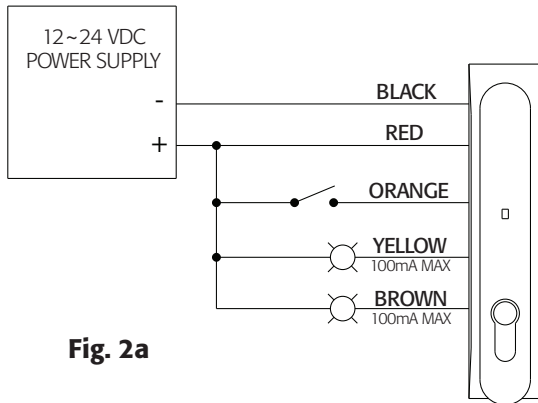 12~24 VDC
POWER SUPPLY
-
+
BLACK
RED
ORANGE
YELLOW
100mA MAX
BROWN
100mA MAX
Fig. 2a